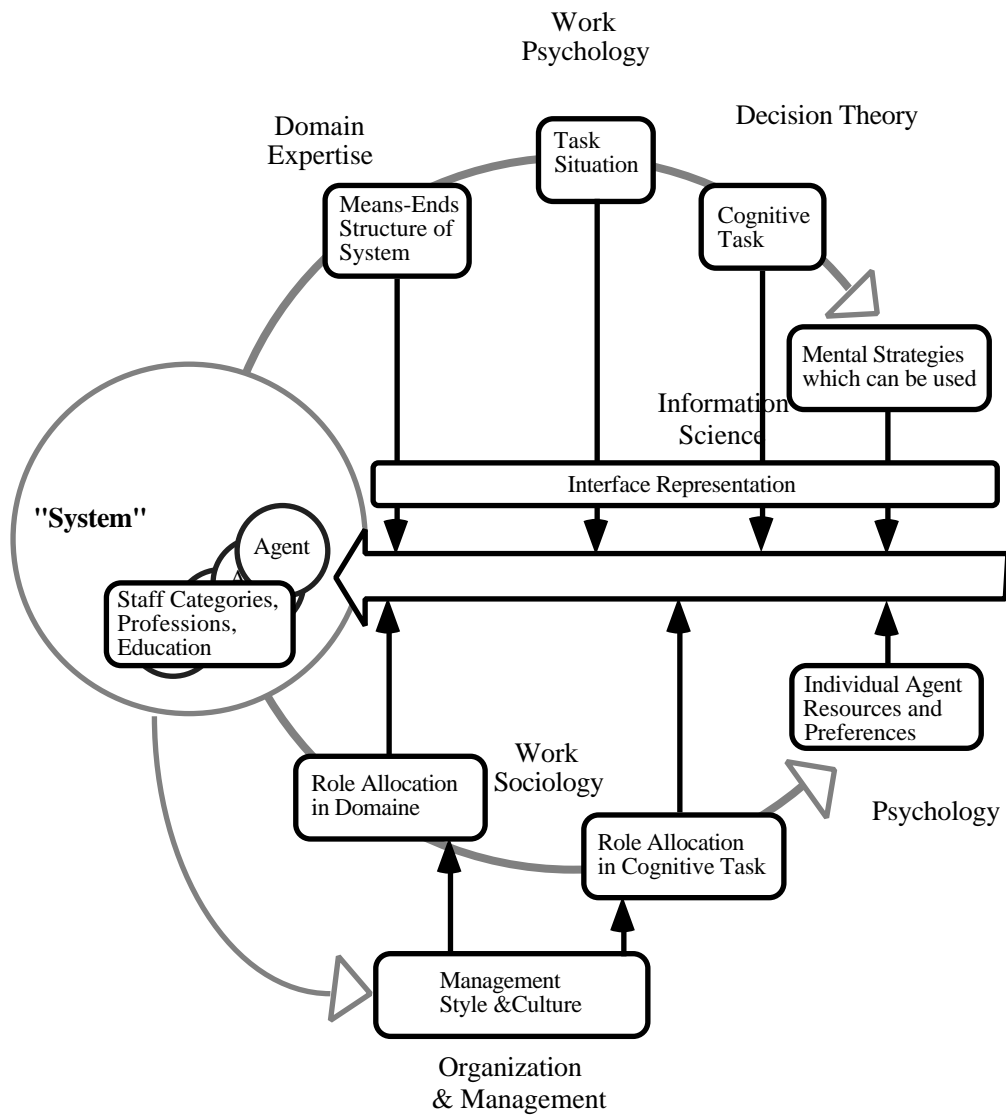 Work
Psychology
Decision Theory
Domain
Expertise
Task
Situation
Means-Ends
Structure of
System
Cognitive
Task
Mental Strategies
which can be used
Information
Science
Interface Representation
"System"
Agent
A
Staff Categories,
Professions,
Education
Individual Agent
Resources and
Preferences
Work
Sociology
Role Allocation
in Domaine
Psychology
Role Allocation
in Cognitive Task
Management
Style &Culture
Organization
& Management